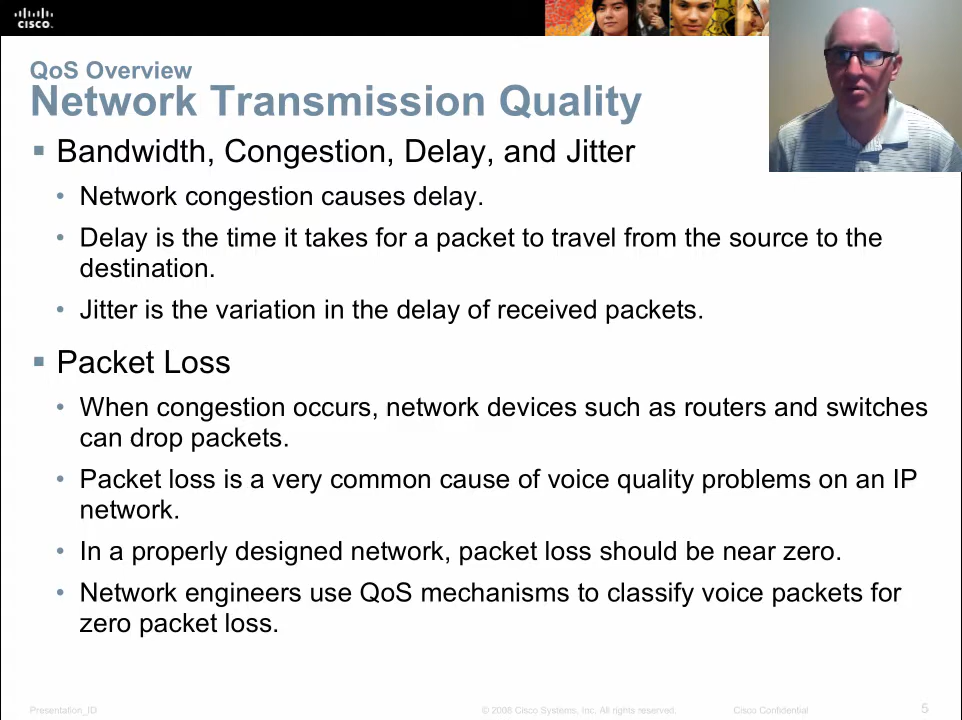 CISCO
QoS Overview
Network Transmission Quality
▪ Bandwidth, Congestion, Delay, and Jitter
• Network congestion causes delay.
• Delay is the time it takes for a packet to travel from the source to the
destination.
• Jitter is the variation in the delay of received packets.
▪ Packet Loss
• When congestion occurs, network devices such as routers and switches
can drop packets.
• Packet loss is a very common cause of voice quality problems on an IP
network.
• In a properly designed network, packet loss should be near zero.
• Network engineers use QoS mechanisms to classify voice packets for
zero packet loss.
Presentation_ID © 2008 Cisco Systems, Inc. All rights reserved. Cisco Confidential 5